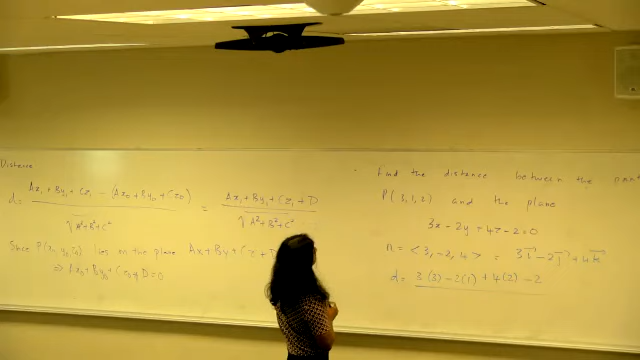 Distance
d = Ax₁ + By₁ + Cz₁ - (Ax₀ + By₀ + Cz₀) / √A²+B²+C² = Ax₁ + By₁ + Cz₁ + D / √A²+B²+C²
Since P(x₀, y₀, z₀) lies on the plane Ax + By + Cz +
⇒ Ax₀ + By₀ + Cz₀ + D = 0
find the distance between the
P(3,1,2) and the plane
3x - 2y + 4z - 2 = 0
n = <3, -2, 4> = 3i - 2j + 4k
d = 3(3) - 2(1) + 4(2) - 2